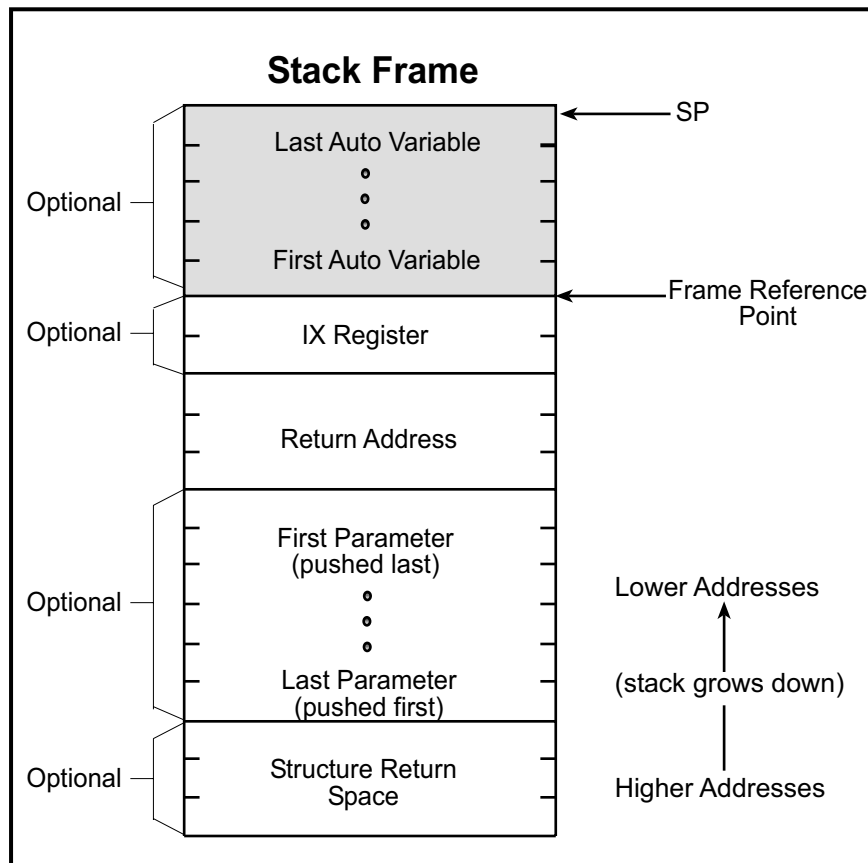 Stack Frame
SP
Last Auto Variable
Optional
First Auto Variable
Frame Reference
Point
Optional
IX Register
Return Address
First Parameter
(pushed last)
Optional
Lower Addresses
(stack grows down)
Last Parameter
(pushed first)
Optional
Structure Return
Space
Higher Addresses